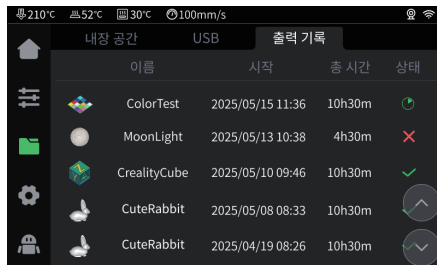 210°C 52°C 30°C 100mm/s
내장 공간 USB 출력 기록
이름 시작 총 시간 상태
ColorTest 2025/05/15 11:36 10h30m
MoonLight 2025/05/13 10:38 4h30m
CrealityCube 2025/05/10 09:46 10h30m
CuteRabbit 2025/05/08 08:33 10h30m
CuteRabbit 2025/04/19 08:26 10h30m